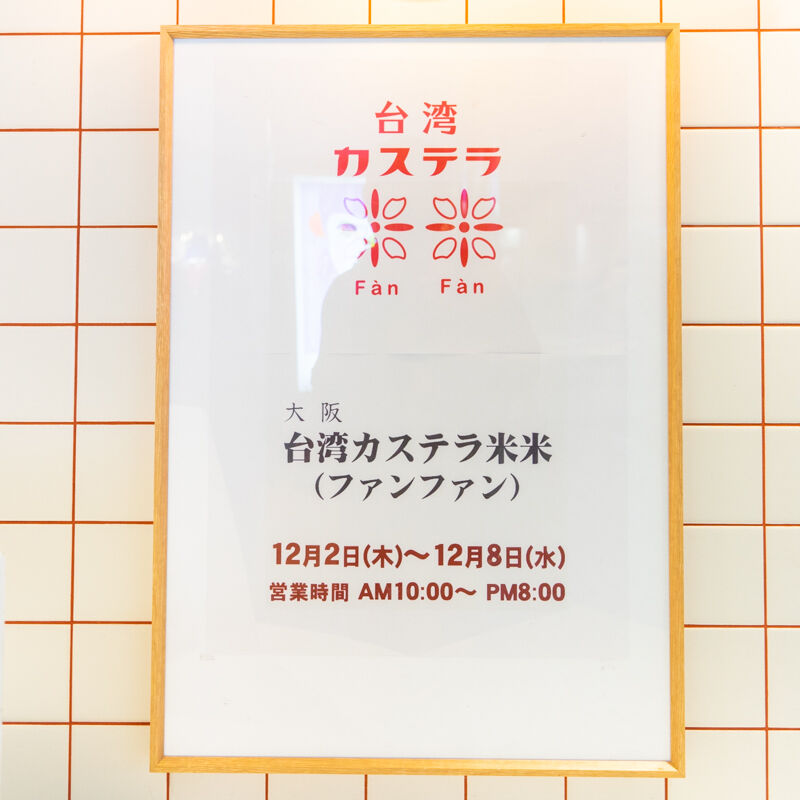 台湾
カステラ
Fàn Fàn
大阪
台湾カステラ米米
(ファンファン)
12月2日(木)～12月8日(水)
営業時間 AM10:00～ PM8:00